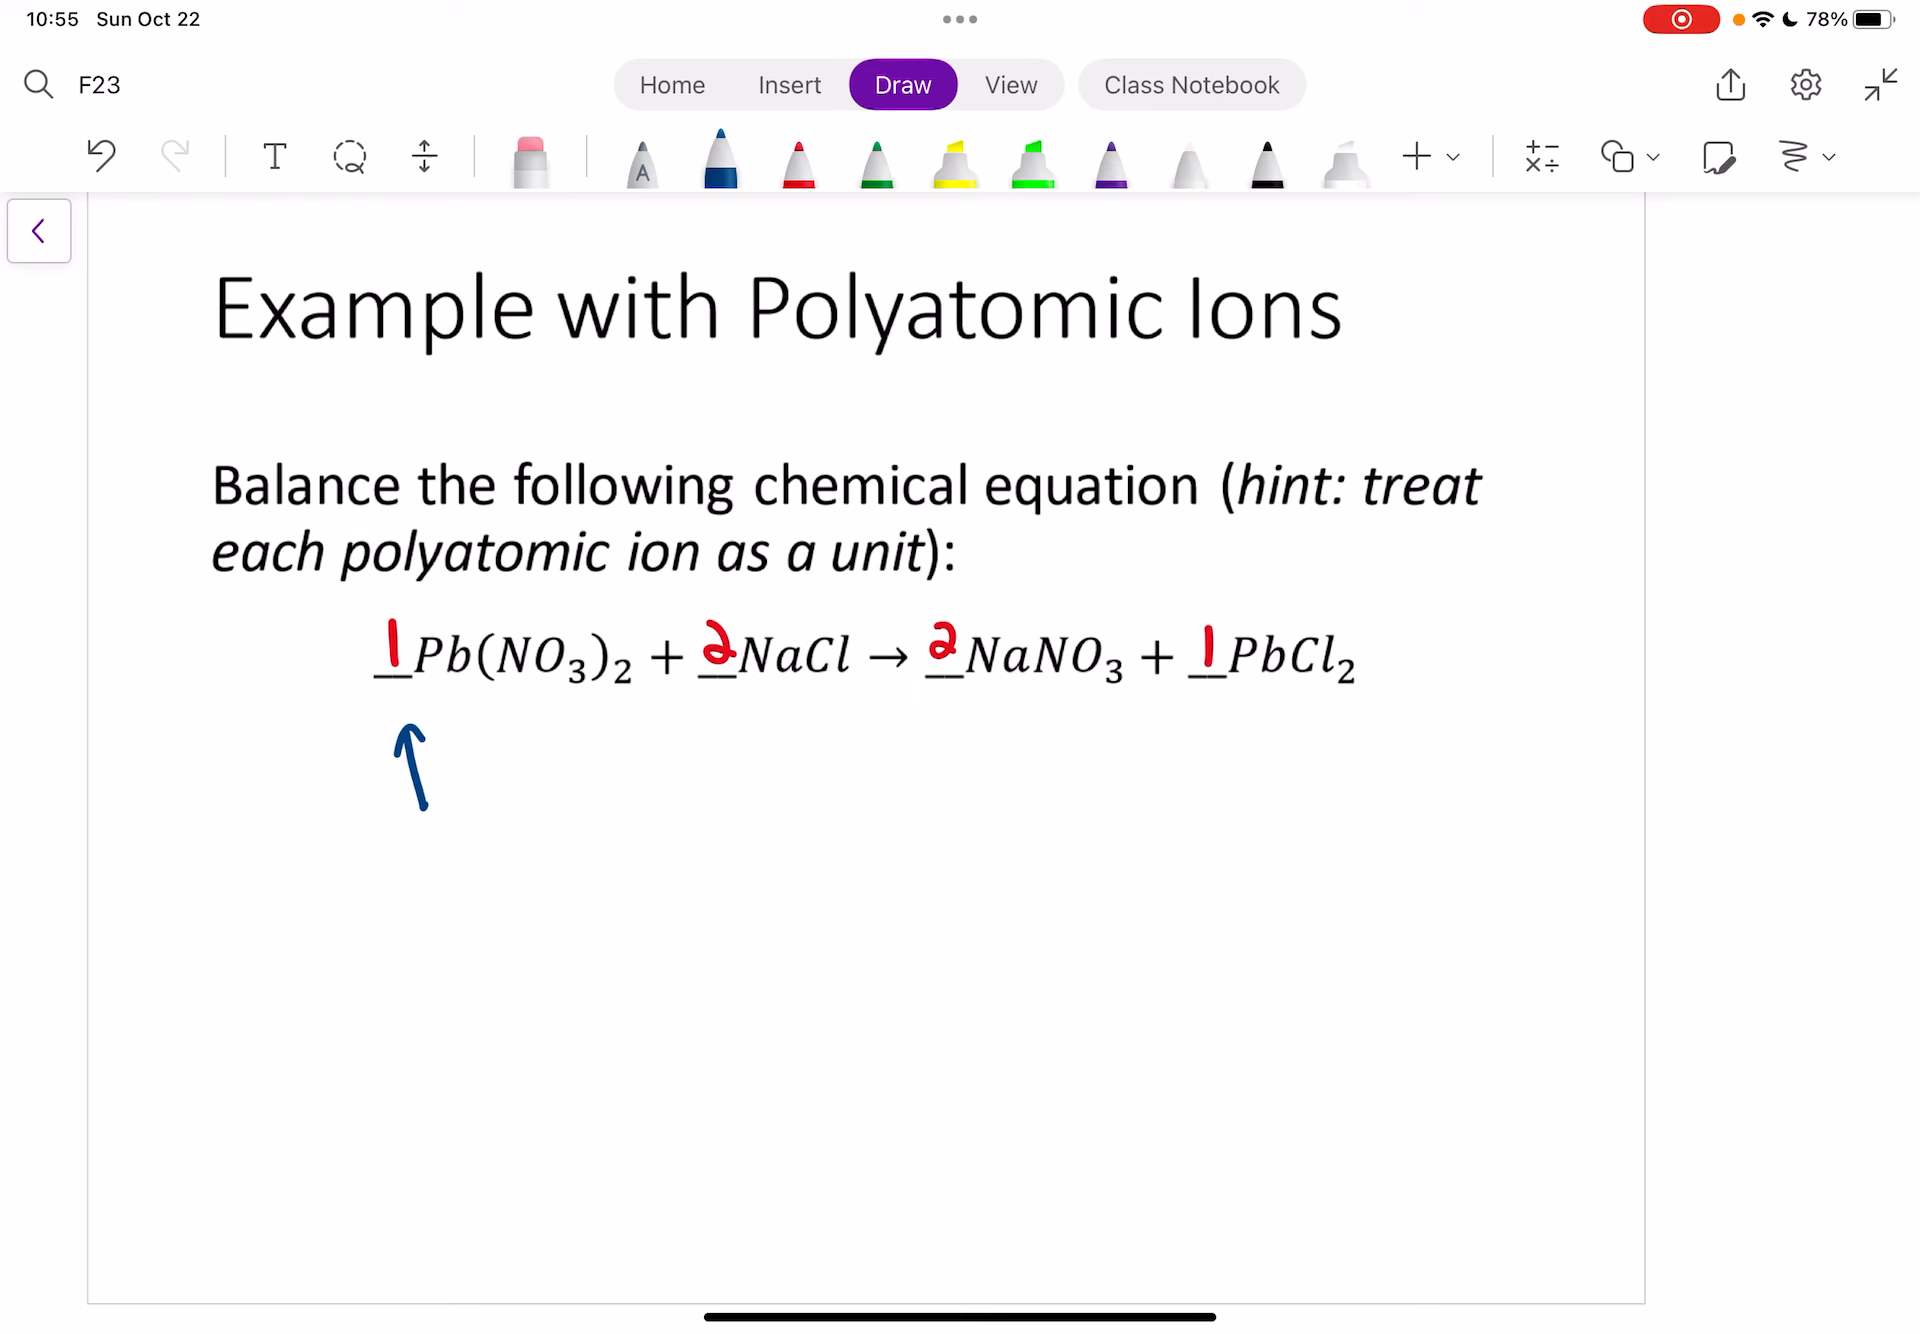 10:55 Sun Oct 22 78%
F23 Home Insert Draw View Class Notebook
T A
Example with Polyatomic Ions
Balance the following chemical equation (hint: treat
each polyatomic ion as a unit):
1 Pb(NO₃)₂ + 2 NaCl → 2 NaNO₃ + 1 PbCl₂